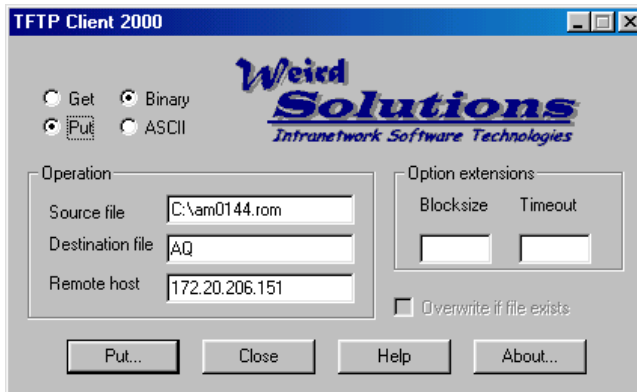 TFTP Client 2000
Weird
Solutions
Intranetwork Software Technologies
Get Binary
Put ASCII
Operation
Source file C:\am0144.rom
Destination file AQ
Remote host 172.20.206.151
Option extensions
Blocksize Timeout
Overwrite if file exists
Put... Close Help About...